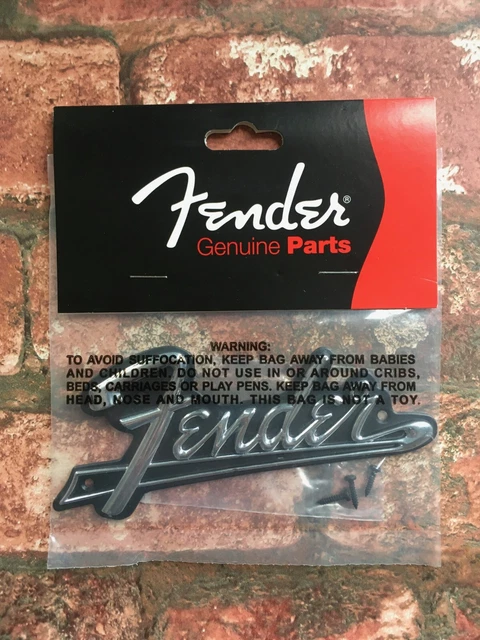 Fender®
Genuine Parts
WARNING:
TO AVOID SUFFOCATION, KEEP BAG AWAY FROM BABIES
AND CHILDREN, DO NOT USE IN OR AROUND CRIBS,
BEDS, CARRIAGES OR PLAY PENS. KEEP BAG AWAY FROM
HEAD, NOSE AND MOUTH. THIS BAG IS NOT A TOY.
Fender